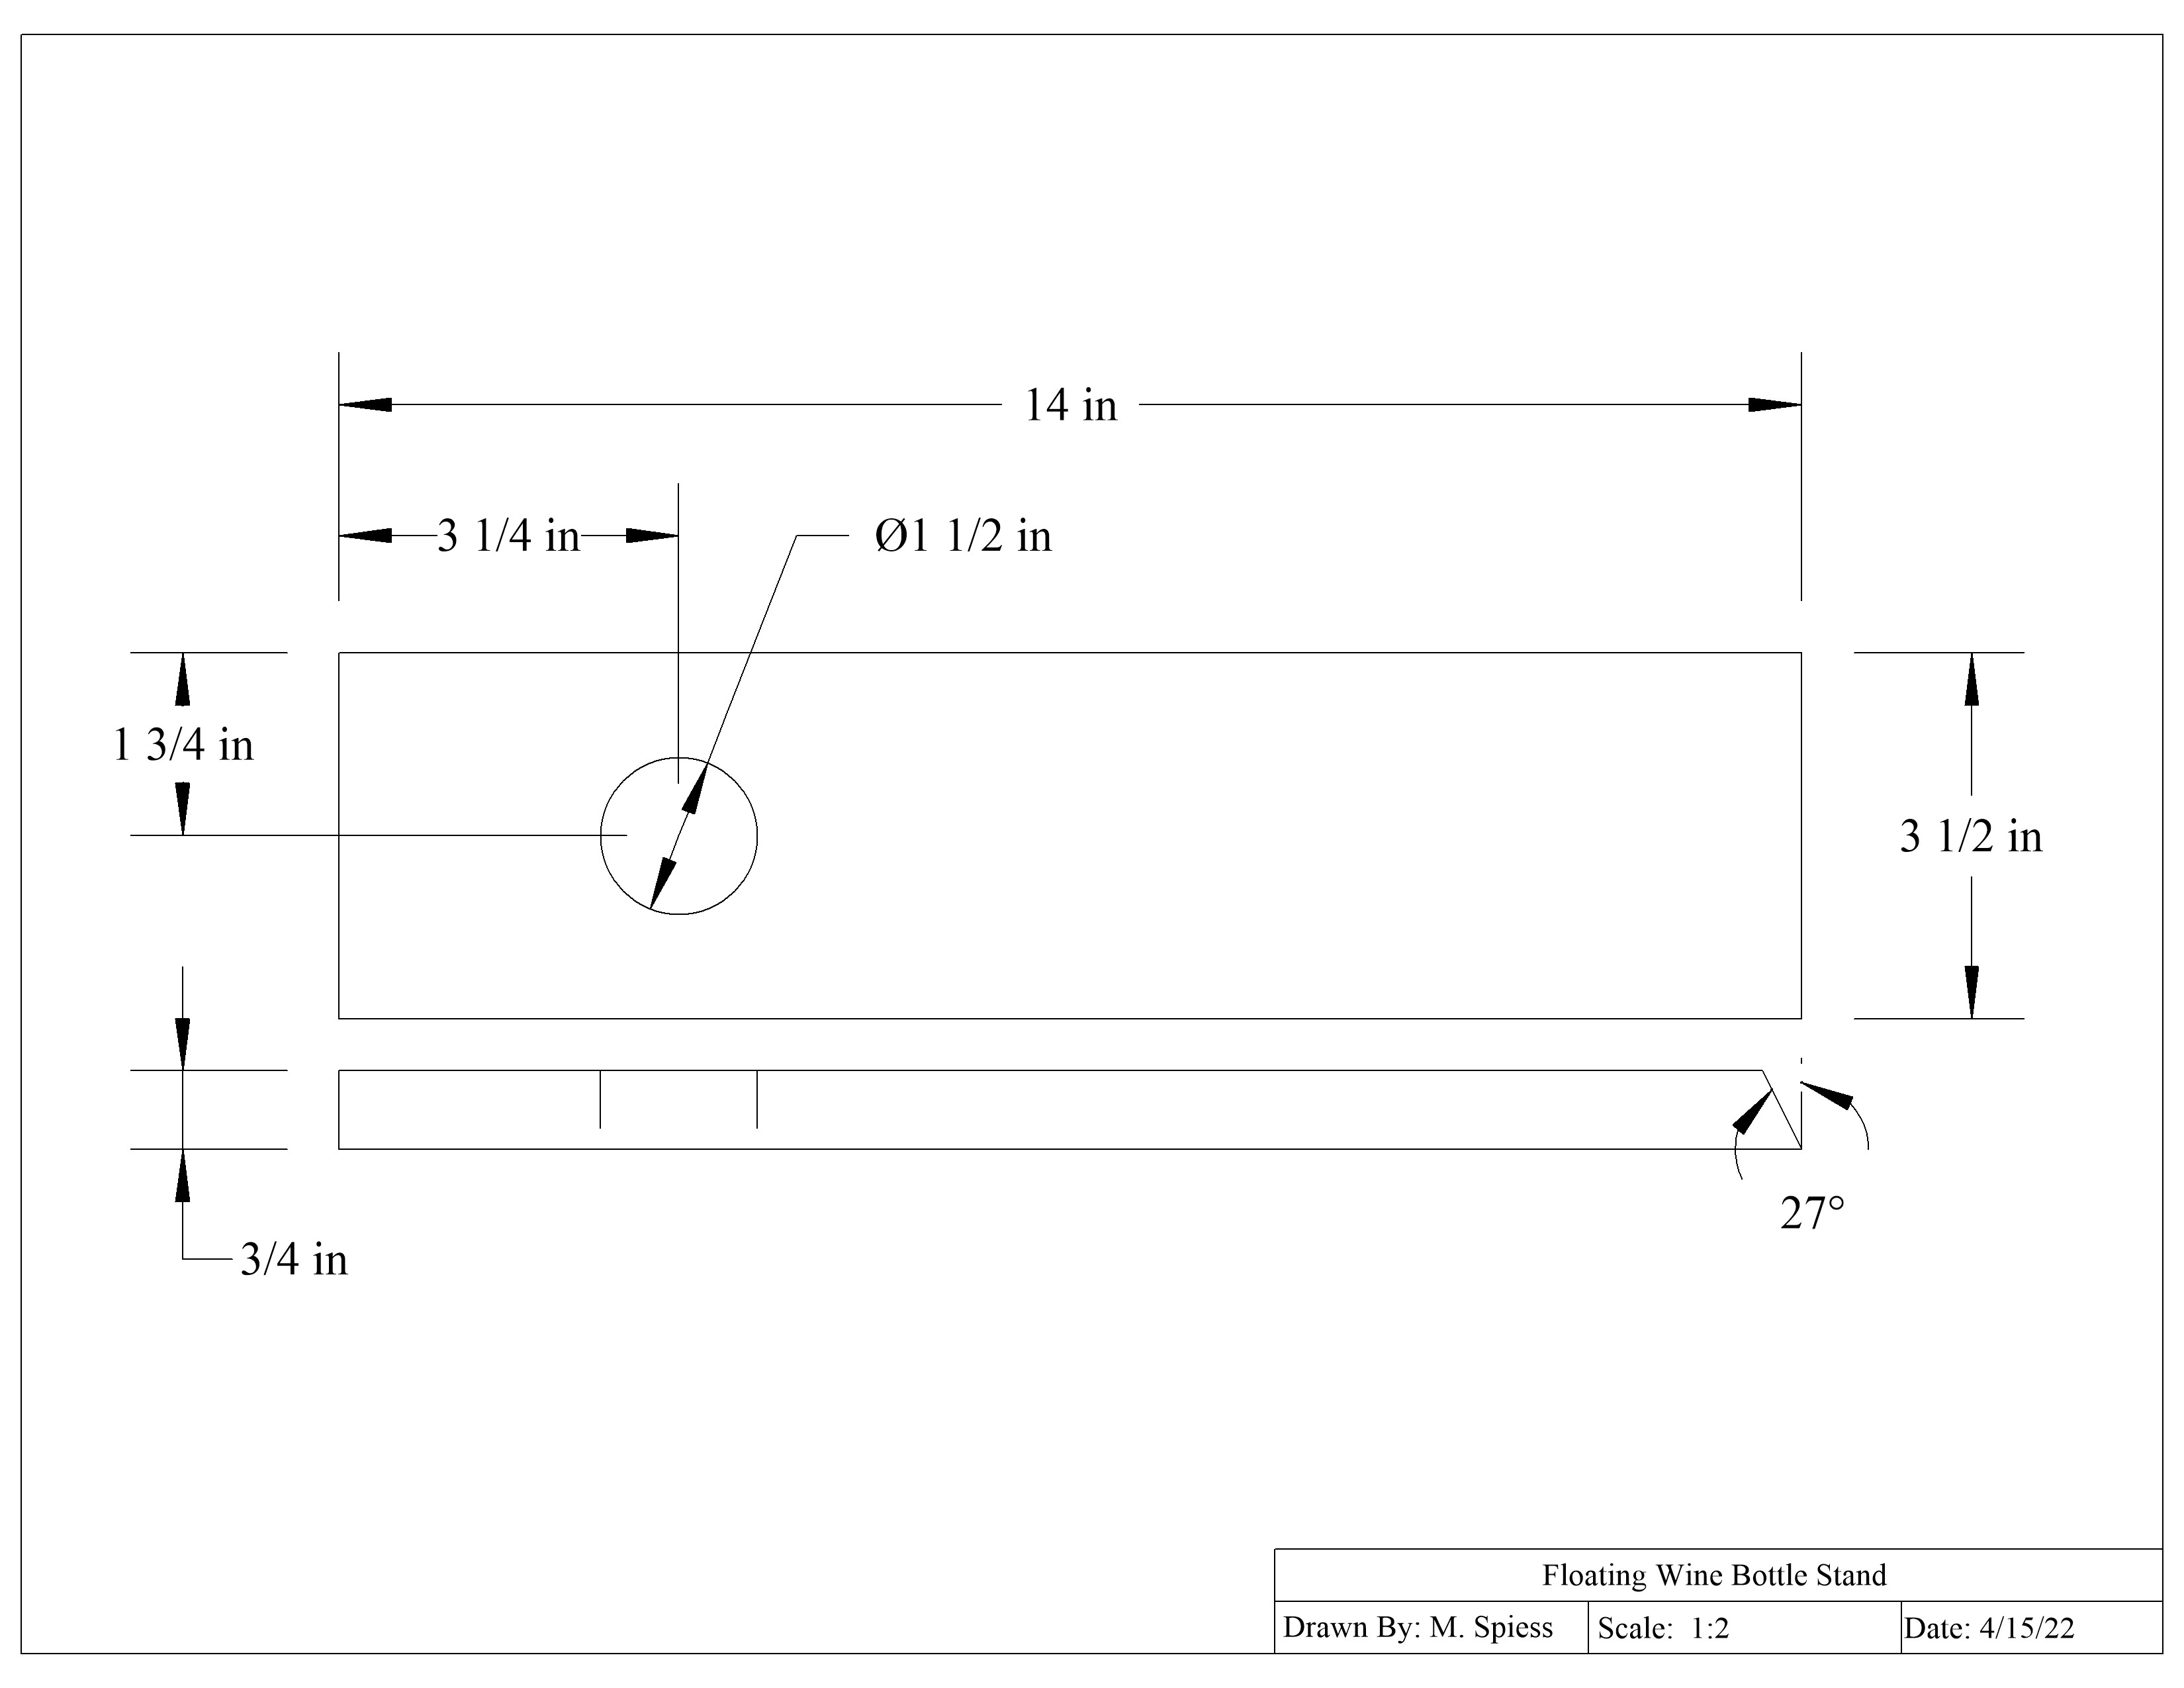 14 in
3 1/4 in
Ø1 1/2 in
1 3/4 in
3 1/2 in
27°
3/4 in
Floating Wine Bottle Stand
Drawn By: M. Spiess
Scale: 1:2
Date: 4/15/22